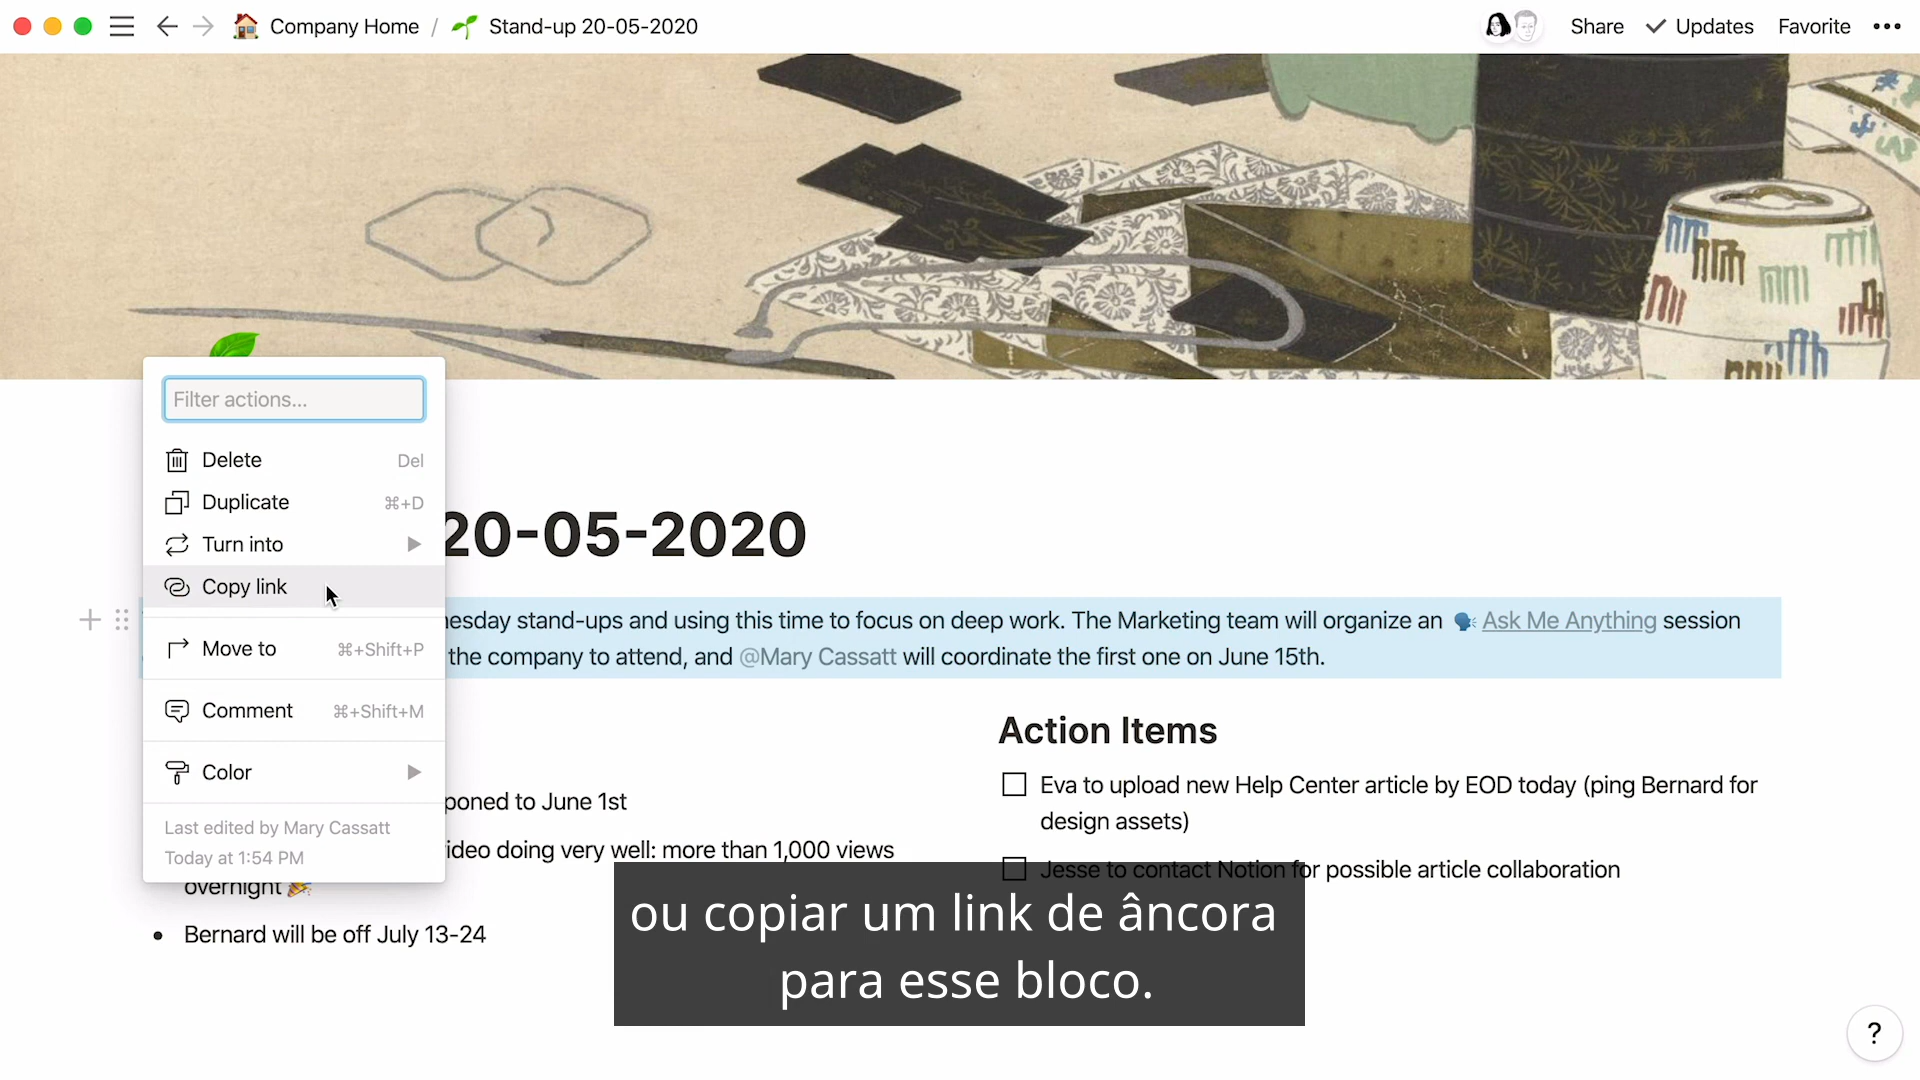 Company Home / Stand-up 20-05-2020
Share Updates Favorite
Filter actions...
Delete Del
Duplicate ⌘+D
Turn into
Copy link
Move to ⌘+Shift+P
Comment ⌘+Shift+M
Color
Last edited by Mary Cassatt
Today at 1:54 PM
20-05-2020
esday stand-ups and using this time to focus on deep work. The Marketing team will organize an Ask Me Anything session
the company to attend, and @Mary Cassatt will coordinate the first one on June 15th.
poned to June 1st
ideo doing very well: more than 1,000 views
overnight
• Bernard will be off July 13-24
Action Items
Eva to upload new Help Center article by EOD today (ping Bernard for
design assets)
Jesse to contact Notion for possible article collaboration
ou copiar um link de âncora
para esse bloco.
?